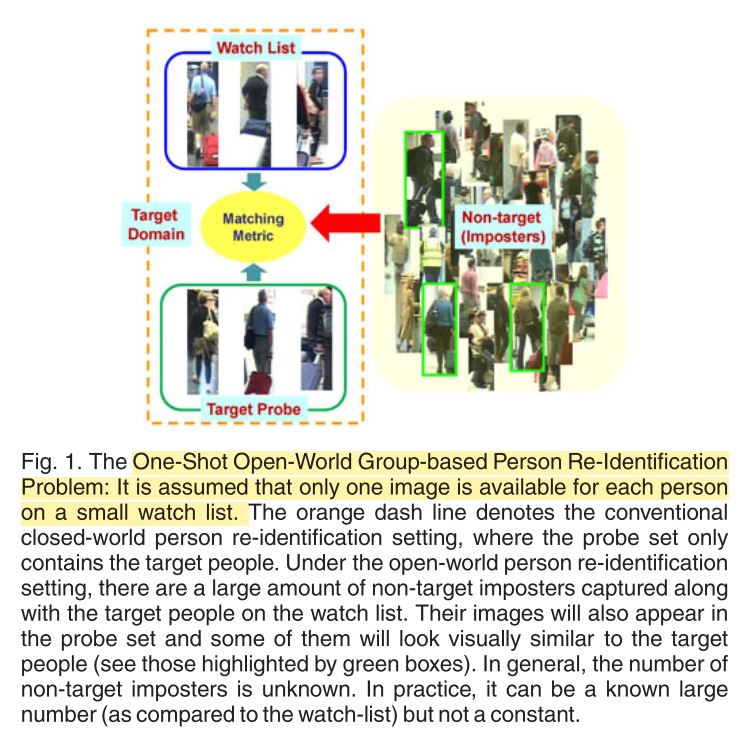 Watch List
Target
Domain
Matching
Metric
Non-target
(Imposters)
Target Probe
Fig. 1. The One-Shot Open-World Group-based Person Re-Identification
Problem: It is assumed that only one image is available for each person
on a small watch list. The orange dash line denotes the conventional
closed-world person re-identification setting, where the probe set only
contains the target people. Under the open-world person re-identification
setting, there are a large amount of non-target imposters captured along
with the target people on the watch list. Their images will also appear in
the probe set and some of them will look visually similar to the target
people (see those highlighted by green boxes). In general, the number of
non-target imposters is unknown. In practice, it can be a known large
number (as compared to the watch-list) but not a constant.